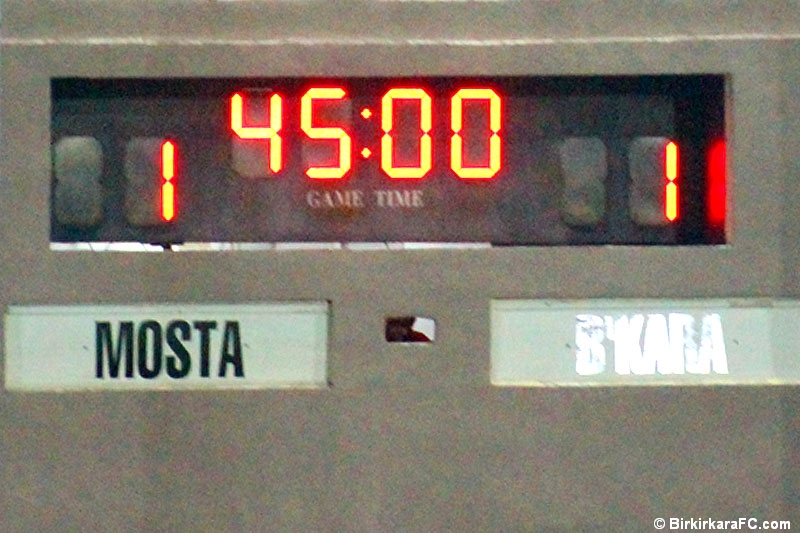 45:00
1 1
GAME TIME
MOSTA B'KARA
© BirkirkaraFC.com